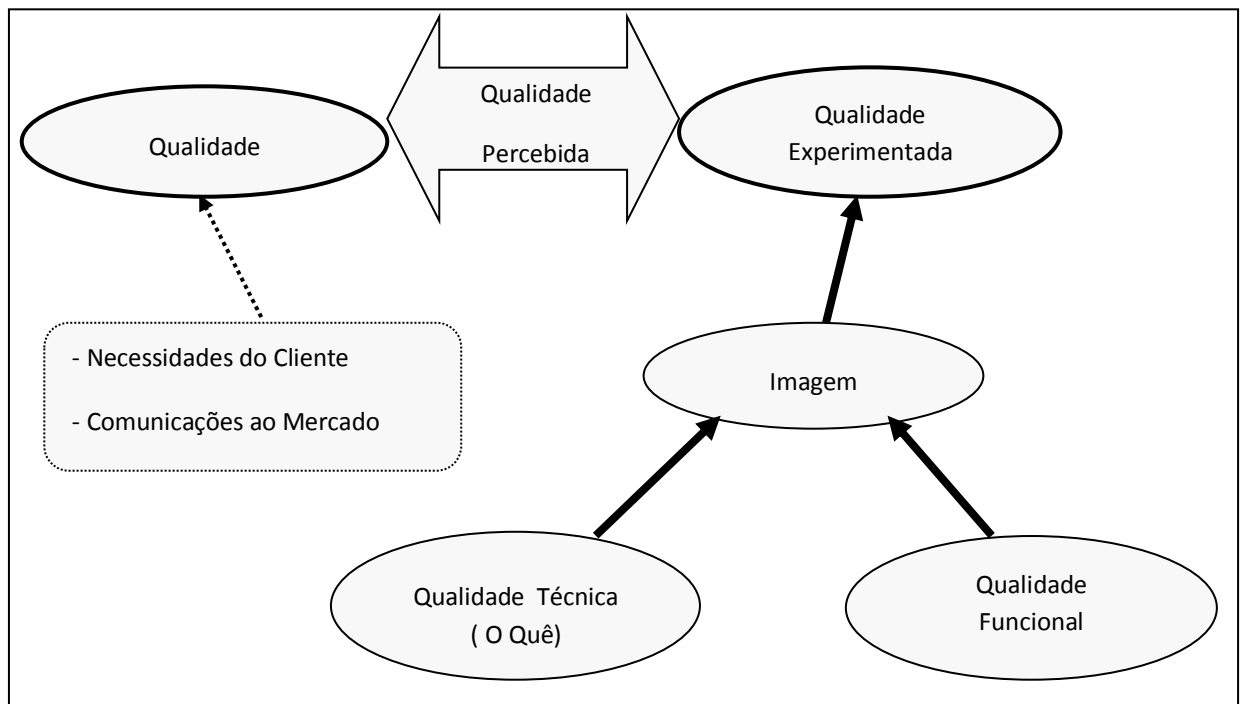 Qualidade
Percebida
Qualidade
Qualidade
Experimentada
- Necessidades do Cliente
- Comunicações ao Mercado
Imagem
Qualidade Técnica
( O Quê)
Qualidade
Funcional